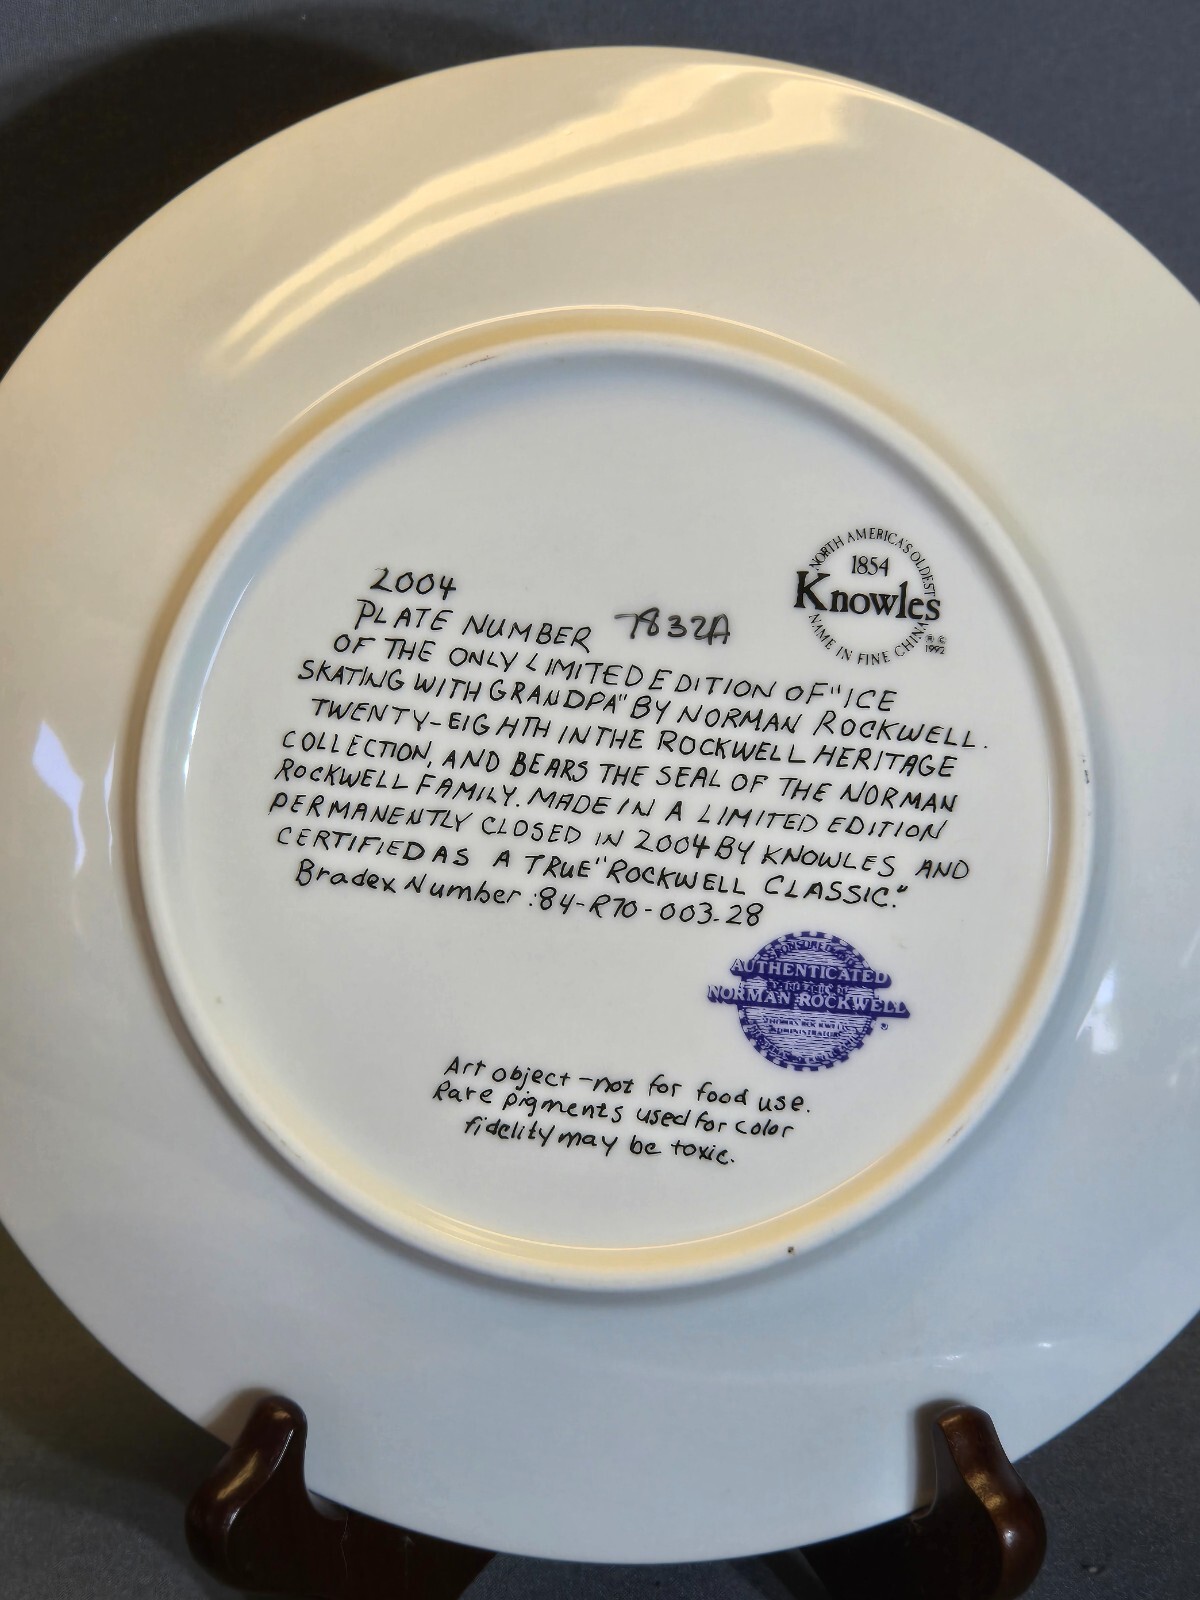 NORTH AMERICA'S OLDEST
1854
Knowles
NAME IN FINE CHINA
® ©
1992
2004
PLATE NUMBER 7832A
OF THE ONLY LIMITED EDITION OF "ICE
SKATING WITH GRANDPA" BY NORMAN ROCKWELL.
TWENTY-EIGHTH IN THE ROCKWELL HERITAGE
COLLECTION, AND BEARS THE SEAL OF THE NORMAN
ROCKWELL FAMILY. MADE IN A LIMITED EDITION
PERMANENTLY CLOSED IN 2004 BY KNOWLES AND
CERTIFIED AS A TRUE "ROCKWELL CLASSIC."
Bradex Number: 84-R70-003.28
AUTHENTICATED
NORMAN ROCKWELL
®
Art object - not for food use.
Rare pigments used for color
fidelity may be toxic.